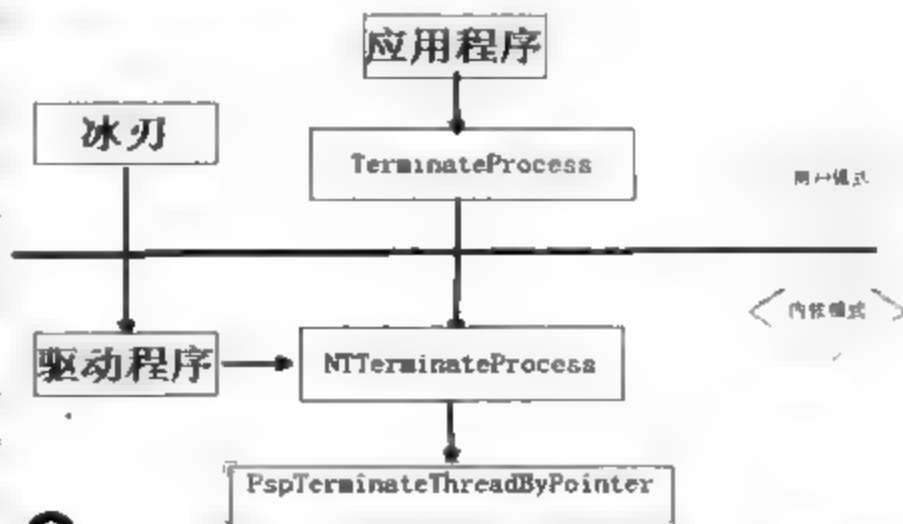 应用程序
冰刃
TerminateProcess
用户模式
内核模式
驱动程序
NTTerminateProcess
PspTerminateThreadByPointer